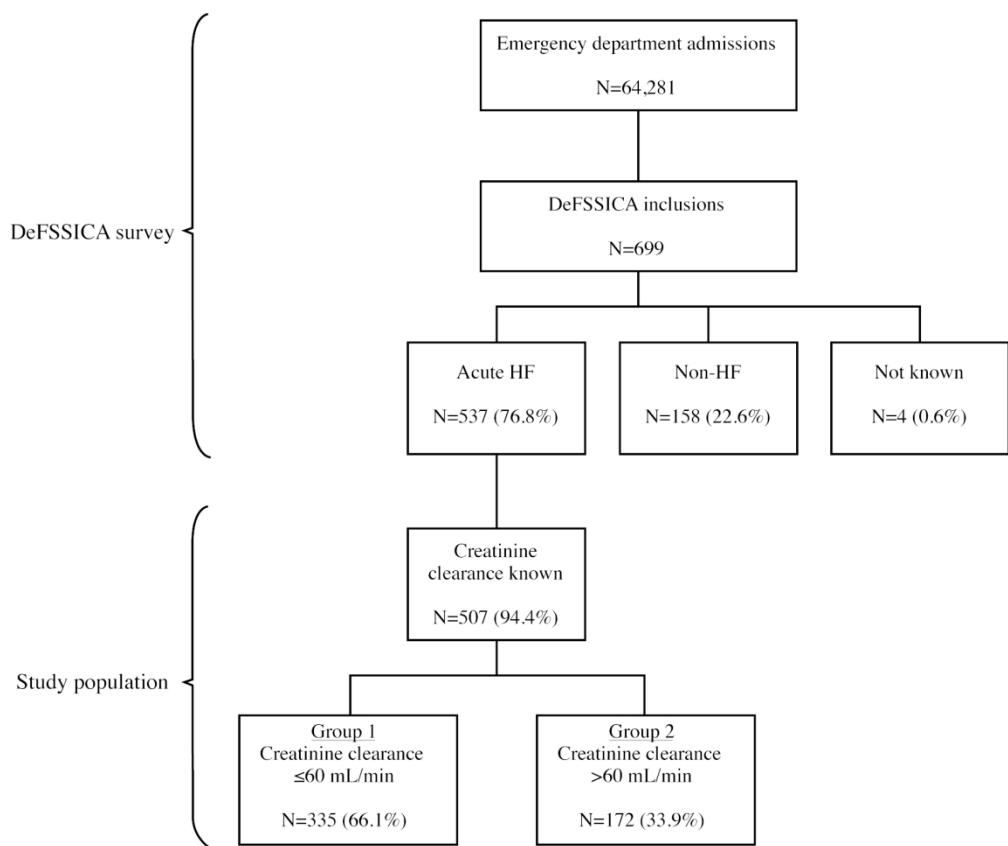 Emergency department admissions
N=64,281
DeFSSICA survey
DeFSSICA inclusions
N=699
Acute HF
N=537 (76.8%)
Non-HF
N=158 (22.6%)
Not known
N=4 (0.6%)
Study population
Creatinine
clearance known
N=507 (94.4%)
Group 1
Creatinine clearance
≤60 mL/min
N=335 (66.1%)
Group 2
Creatinine clearance
>60 mL/min
N=172 (33.9%)